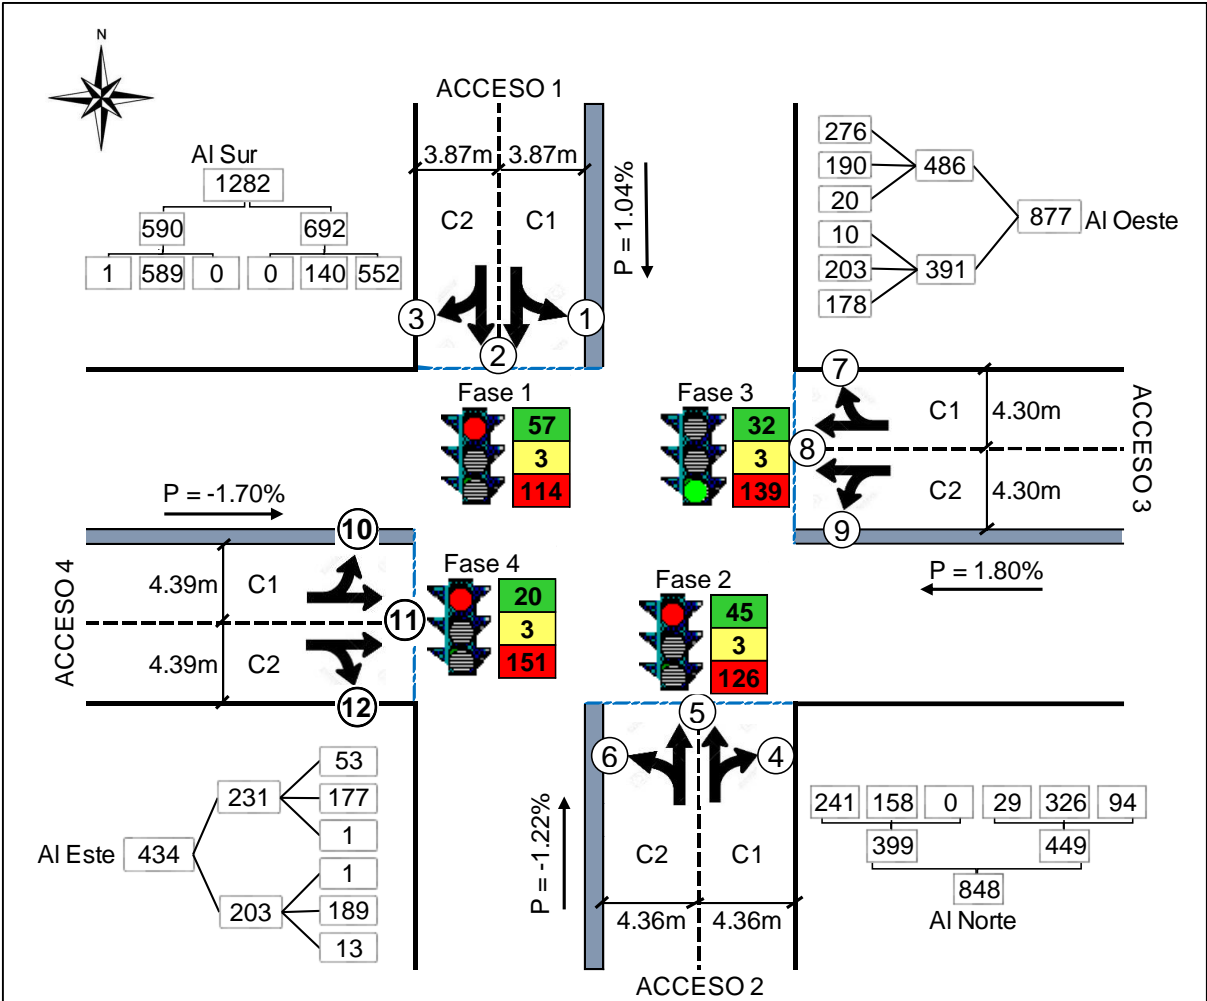 N
ACCESO 1
Al Sur
1282
590 692
1 589 0 0 140 552
3.87m 3.87m
C2 C1
P = 1.04%
3 1
2
276
190
20
10
203
178
486
391
877 Al Oeste
Fase 1
57
3
114
Fase 3
32
3
139
7
8
9
C1 4.30m
C2 4.30m
ACCESO 3
P = 1.80%
P = -1.70%
10
11
12
ACCESO 4
4.39m C1
4.39m C2
Fase 4
20
3
151
Fase 2
45
3
126
5
6 4
P = -1.22%
C2 C1
4.36m 4.36m
ACCESO 2
53
177
1
1
189
13
231
203
Al Este 434
241 158 0 29 326 94
399 449
848
Al Norte